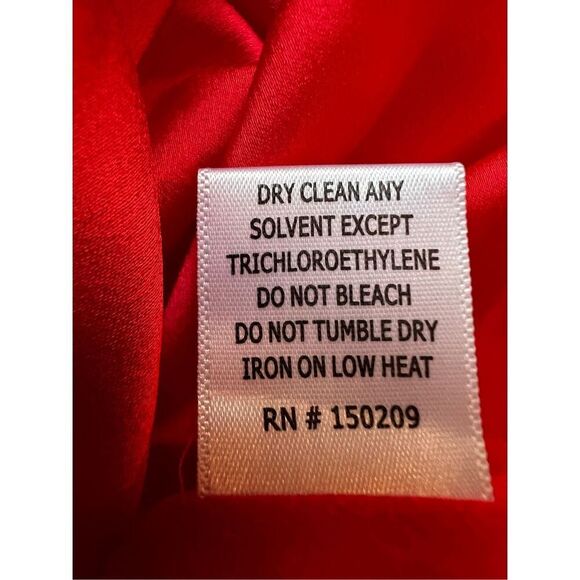 DRY CLEAN ANY
SOLVENT EXCEPT
TRICHLOROETHYLENE
DO NOT BLEACH
DO NOT TUMBLE DRY
IRON ON LOW HEAT
RN # 150209